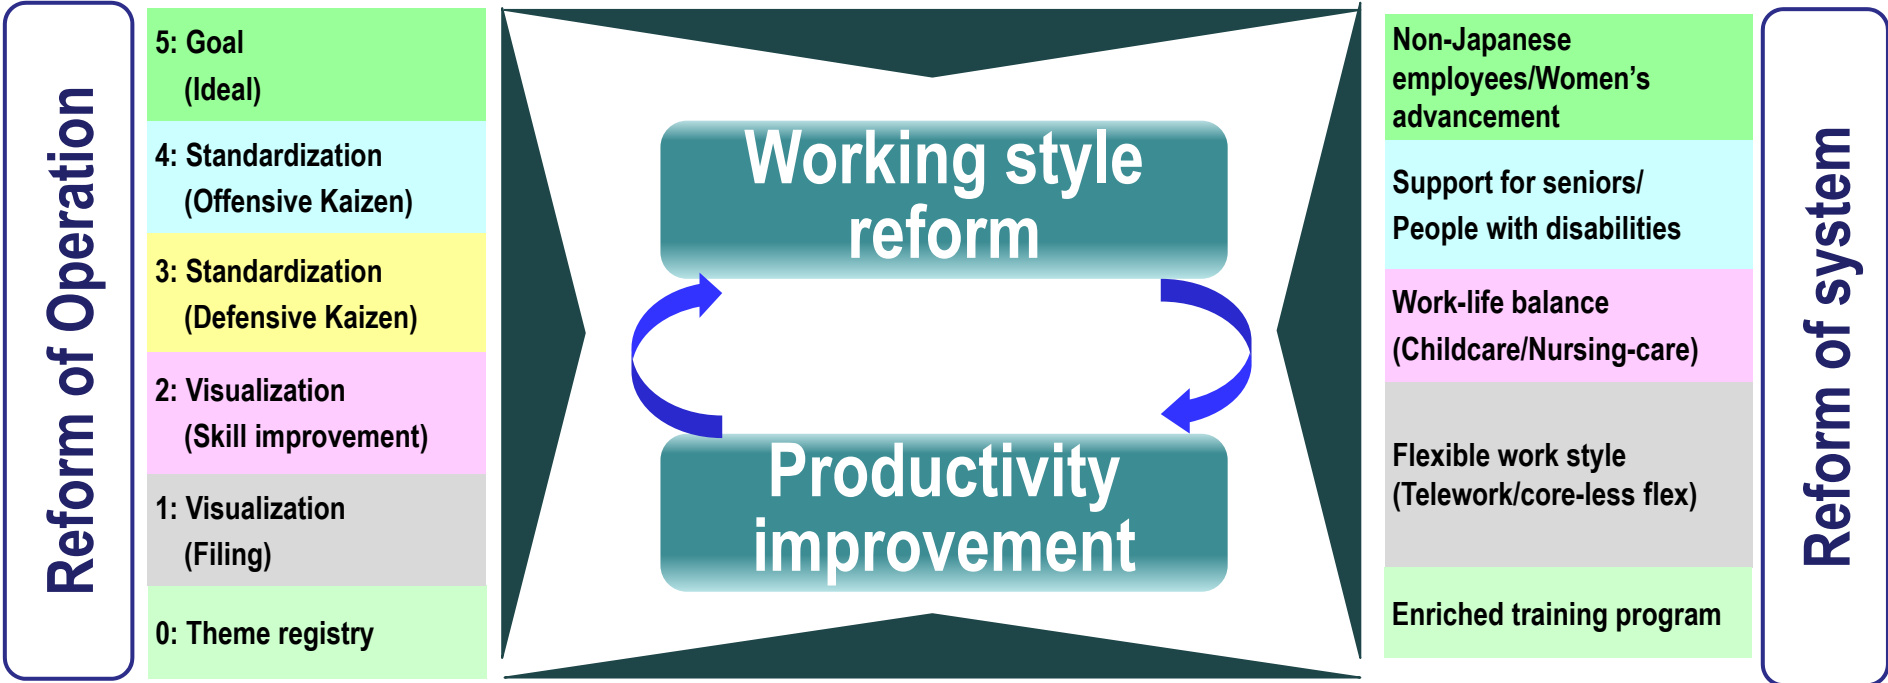 Reform of Operation
5: Goal
(Ideal)
4: Standardization
(Offensive Kaizen)
3: Standardization
(Defensive Kaizen)
2: Visualization
(Skill improvement)
1: Visualization
(Filing)
0: Theme registry
Working style
reform
Productivity
improvement
Non-Japanese
employees/Women’s
advancement
Support for seniors/
People with disabilities
Work-life balance
(Childcare/Nursing-care)
Flexible work style
(Telework/core-less flex)
Enriched training program
Reform of system